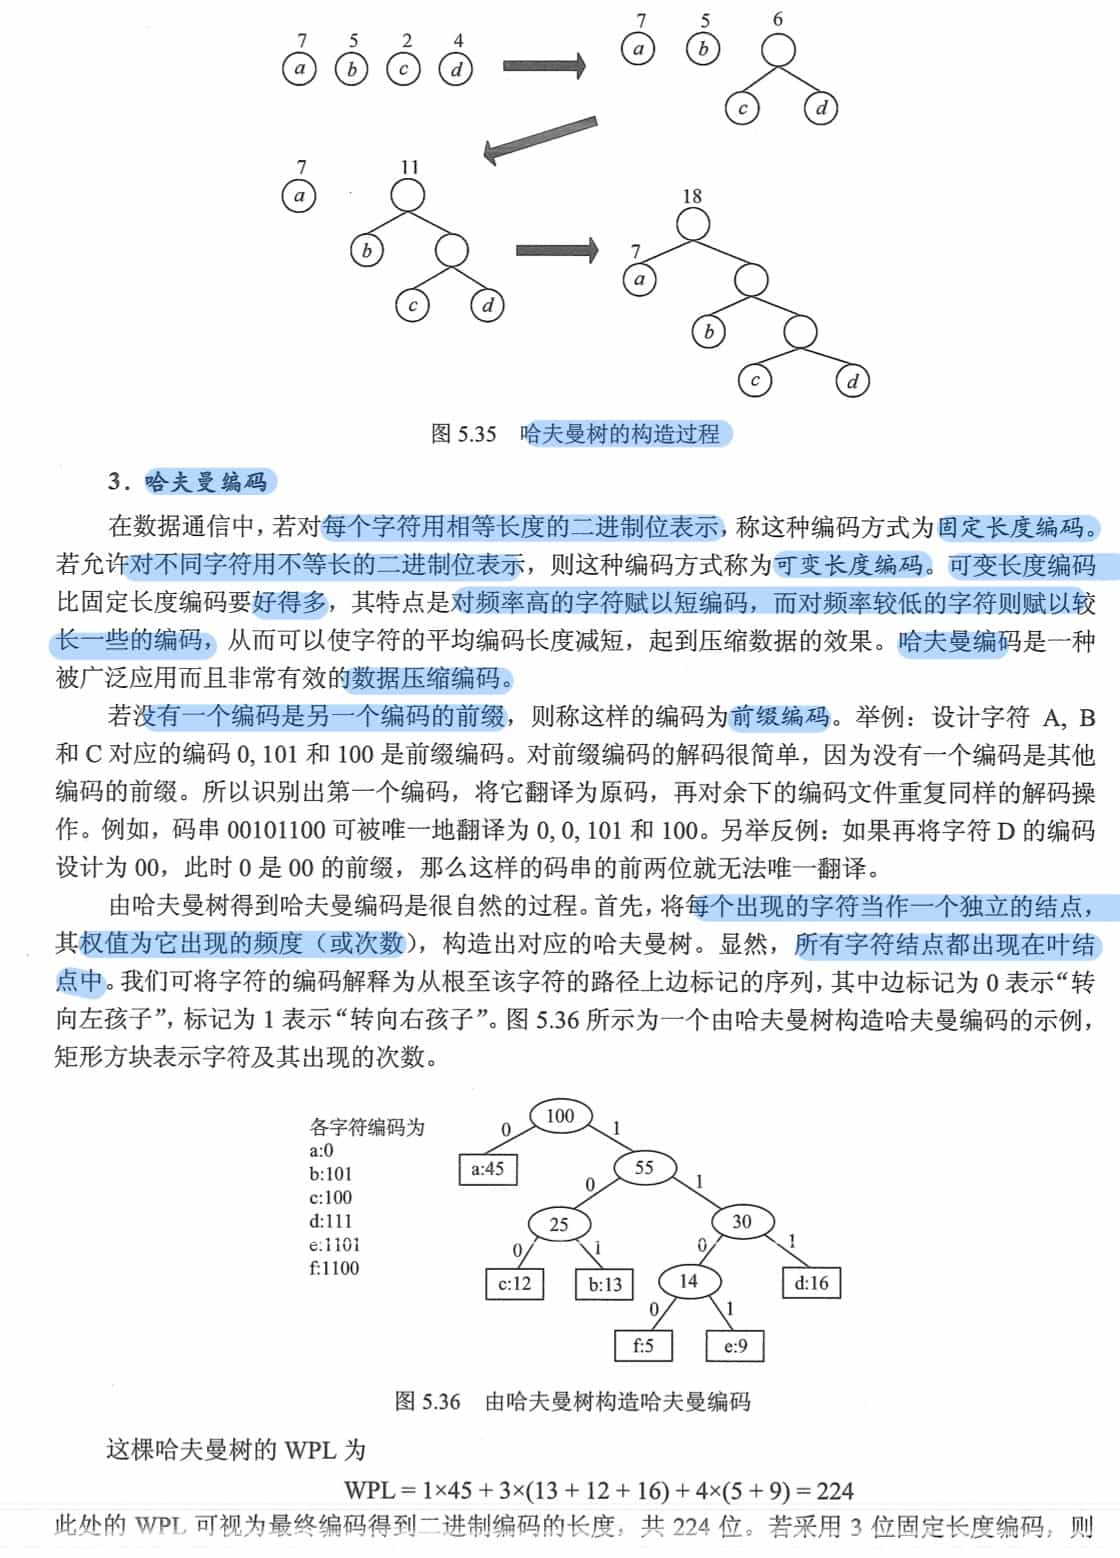 7 5 2 4
a b c d
7 5 6
a b
c d
7 11
a
b
c d
18
7
a
b
c d
图 5.35 哈夫曼树的构造过程
3．哈夫曼编码
在数据通信中，若对每个字符用相等长度的二进制位表示，称这种编码方式为固定长度编码。
若允许对不同字符用不等长的二进制位表示，则这种编码方式称为可变长度编码。可变长度编码
比固定长度编码要好得多，其特点是对频率高的字符赋以短编码，而对频率较低的字符则赋以较
长一些的编码，从而可以使字符的平均编码长度减短，起到压缩数据的效果。哈夫曼编码是一种
被广泛应用而且非常有效的数据压缩编码。
若没有一个编码是另一个编码的前缀，则称这样的编码为前缀编码。举例：设计字符 A, B
和 C 对应的编码 0, 101 和 100 是前缀编码。对前缀编码的解码很简单，因为没有一个编码是其他
编码的前缀。所以识别出第一个编码，将它翻译为原码，再对余下的编码文件重复同样的解码操
作。例如，码串 00101100 可被唯一地翻译为 0, 0, 101 和 100。另举反例：如果再将字符 D 的编码
设计为 00，此时 0 是 00 的前缀，那么这样的码串的前两位就无法唯一翻译。
由哈夫曼树得到哈夫曼编码是很自然的过程。首先，将每个出现的字符当作一个独立的结点，
其权值为它出现的频度（或次数），构造出对应的哈夫曼树。显然，所有字符结点都出现在叶结
点中。我们可将字符的编码解释为从根至该字符的路径上边标记的序列，其中边标记为 0 表示“转
向左孩子”，标记为 1 表示“转向右孩子”。图 5.36 所示为一个由哈夫曼树构造哈夫曼编码的示例，
矩形方块表示字符及其出现的次数。
各字符编码为
a:0
b:101
c:100
d:111
e:1101
f:1100
100
0 1
a:45 55
0 1
25 30
0 1 0 1
c:12 b:13 14 d:16
0 1
f:5 e:9
图 5.36 由哈夫曼树构造哈夫曼编码
这棵哈夫曼树的 WPL 为
WPL = 1×45 + 3×(13 + 12 + 16) + 4×(5 + 9) = 224
此处的 WPL 可视为最终编码得到二进制编码的长度，共 224 位。若采用 3 位固定长度编码，则